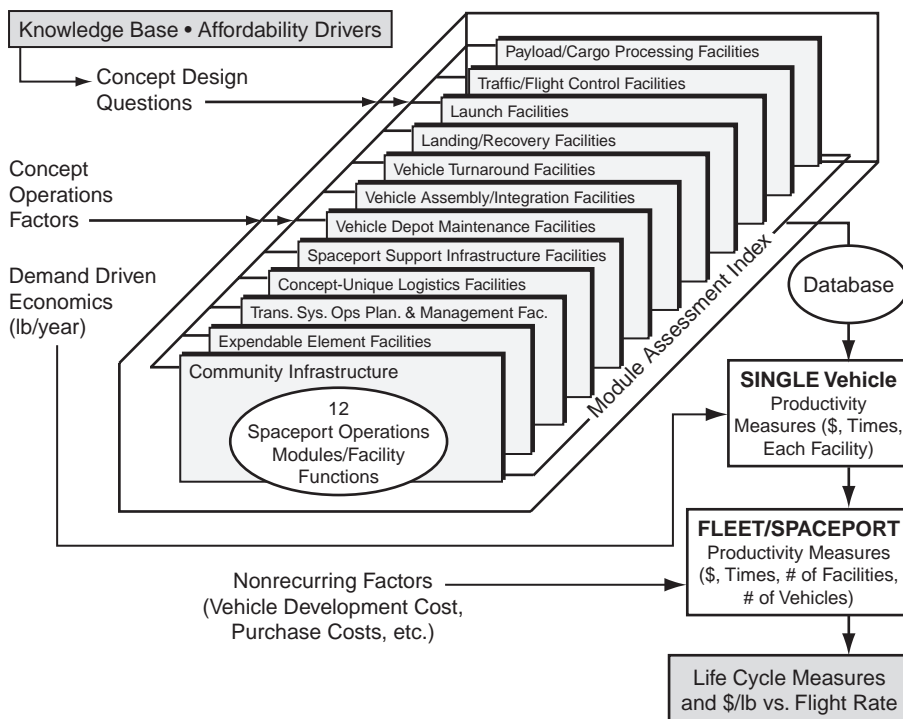 Knowledge Base • Affordability Drivers
Concept Design
Questions
Concept
Operations
Factors
Demand Driven
Economics
(lb/year)
Payload/Cargo Processing Facilities
Traffic/Flight Control Facilities
Launch Facilities
Landing/Recovery Facilities
Vehicle Turnaround Facilities
Vehicle Assembly/Integration Facilities
Vehicle Depot Maintenance Facilities
Spaceport Support Infrastructure Facilities
Concept-Unique Logistics Facilities
Trans. Sys. Ops Plan. & Management Fac.
Expendable Element Facilities
Community Infrastructure
12
Spaceport Operations
Modules/Facility
Functions
Module Assessment Index
Database
SINGLE Vehicle
Productivity
Measures ($, Times,
Each Facility)
FLEET/SPACEPORT
Productivity Measures
($, Times, # of Facilities,
# of Vehicles)
Nonrecurring Factors
(Vehicle Development Cost,
Purchase Costs, etc.)
Life Cycle Measures
and $/lb vs. Flight Rate